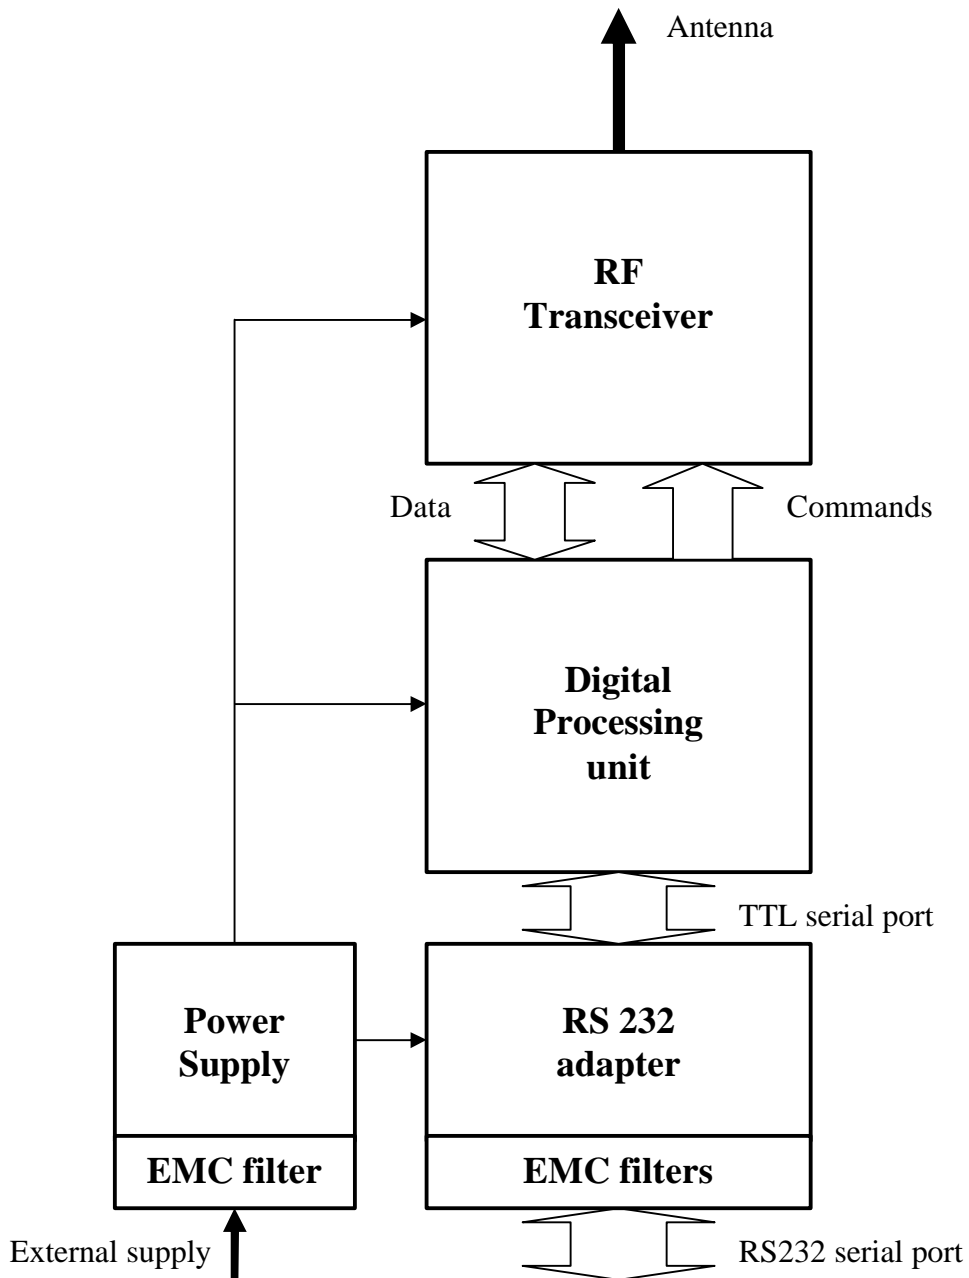 Antenna
RF
Transceiver
Data
Commands
Digital
Processing
unit
TTL serial port
Power
Supply
RS 232
adapter
EMC filter
EMC filters
External supply
RS232 serial port